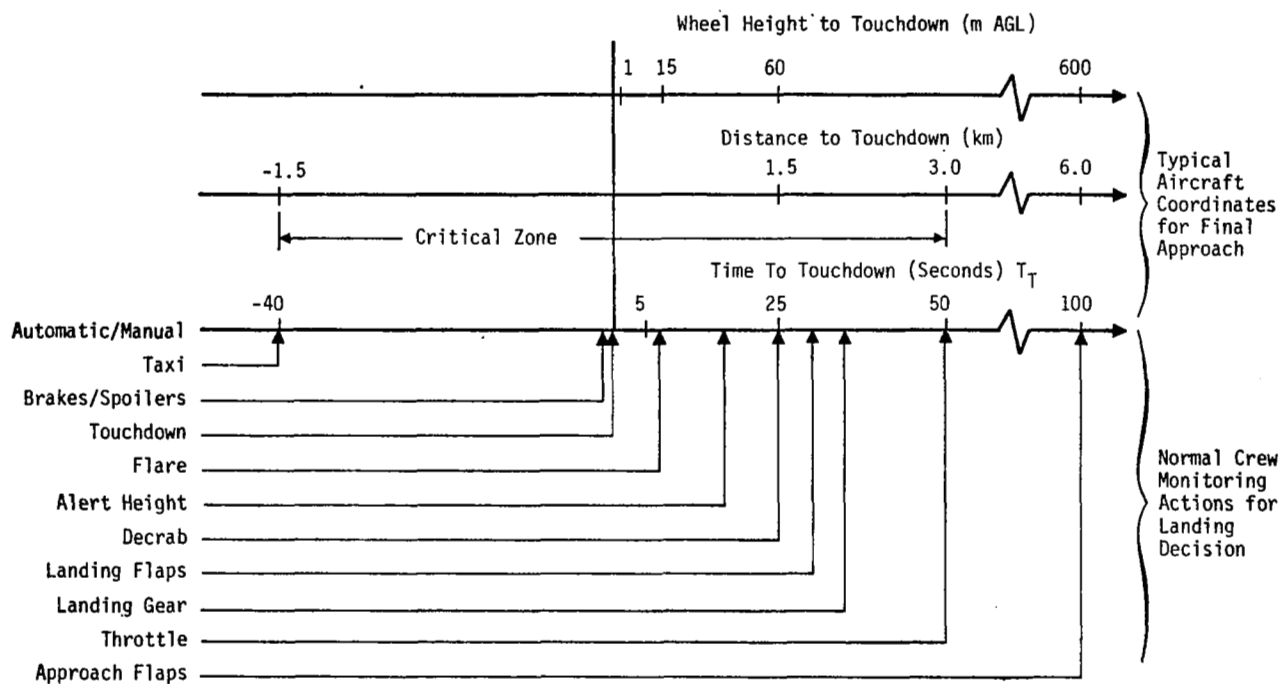 Wheel Height to Touchdown (m AGL)
1 15 60 600
Distance to Touchdown (km)
-1.5 1.5 3.0 6.0
Critical Zone
Time To Touchdown (Seconds) T_T
-40 5 25 50 100
Typical
Aircraft
Coordinates
for Final
Approach
Automatic/Manual
Taxi
Brakes/Spoilers
Touchdown
Flare
Alert Height
Decrab
Landing Flaps
Landing Gear
Throttle
Approach Flaps
Normal Crew
Monitoring
Actions for
Landing
Decision